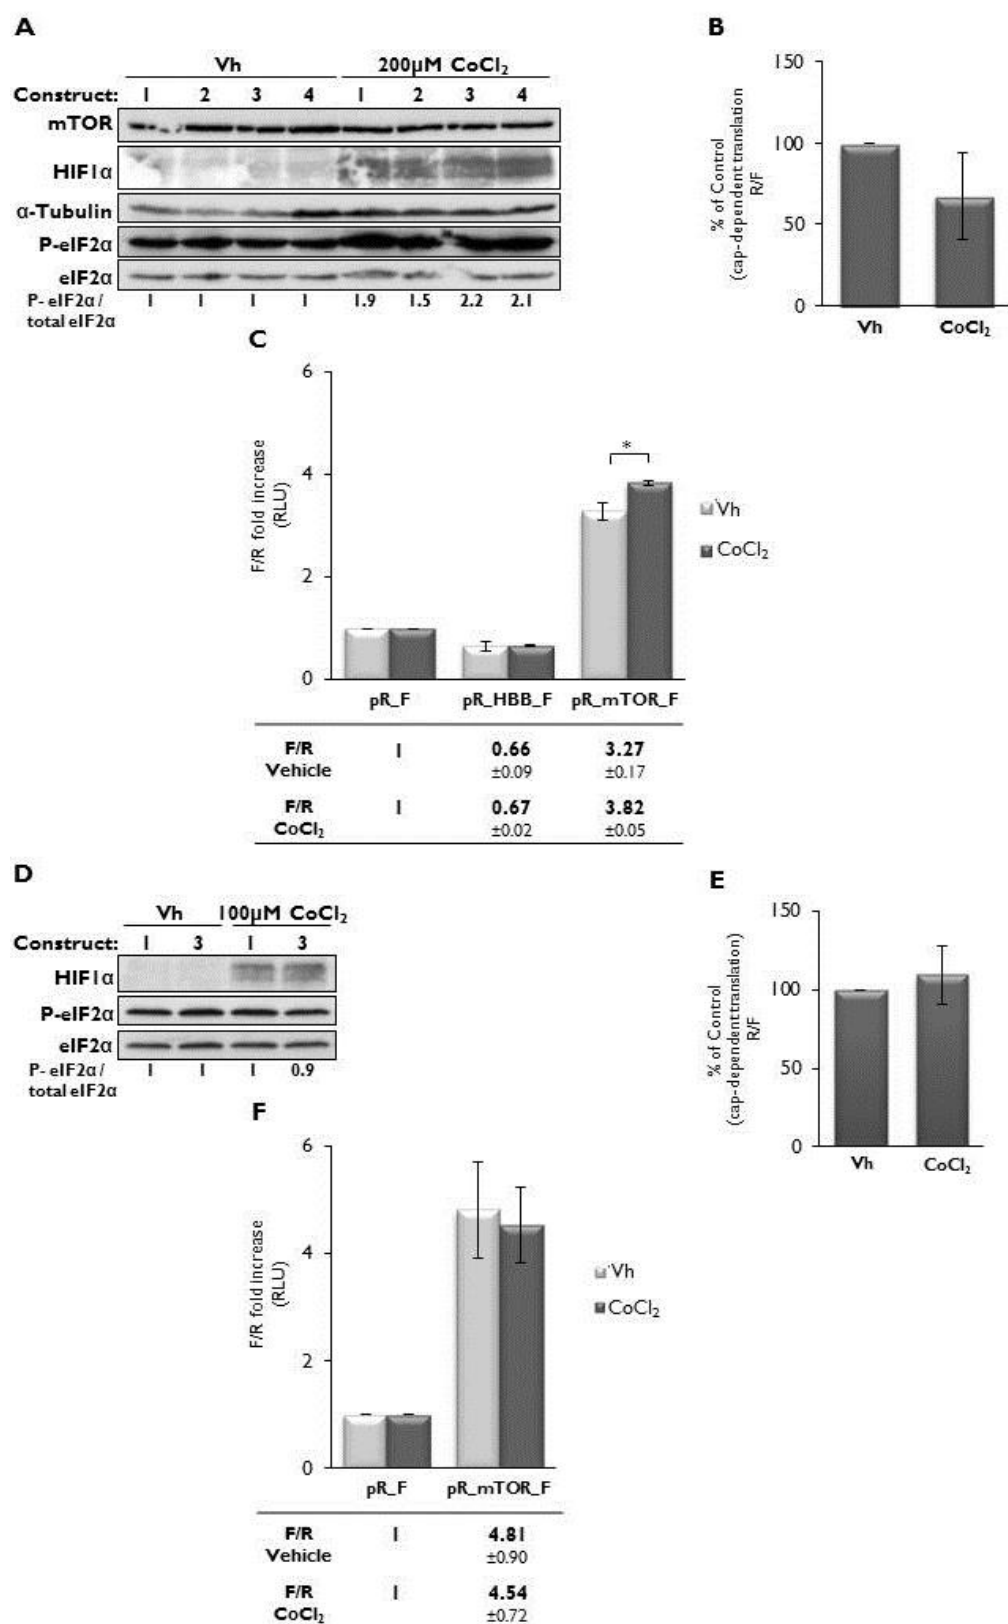 A
Vh 200µM CoCl₂
Construct: 1 2 3 4 1 2 3 4
mTOR
HIF1α
α-Tubulin
P-eIF2α
eIF2α
P- eIF2α / 1 1 1 1 1.9 1.5 2.2 2.1
total eIF2α
B
% of Control
(cap-dependent translation)
R/F
150
100
50
0
Vh CoCl₂
C
F/R fold increase
(RLU)
6
4
2
0
*
Vh
CoCl₂
pR_F pR_HBB_F pR_mTOR_F
F/R 1 0.66 3.27
Vehicle ±0.09 ±0.17
F/R 1 0.67 3.82
CoCl₂ ±0.02 ±0.05
D
Vh 100µM CoCl₂
Construct: 1 3 1 3
HIF1α
P-eIF2α
eIF2α
P- eIF2α / 1 1 1 0.9
total eIF2α
E
% of Control
(cap-dependent translation)
R/F
150
100
50
0
Vh CoCl₂
F
F/R fold increase
(RLU)
6
4
2
0
Vh
CoCl₂
pR_F pR_mTOR_F
F/R 1 4.81
Vehicle ±0.90
F/R 1 4.54
CoCl₂ ±0.72